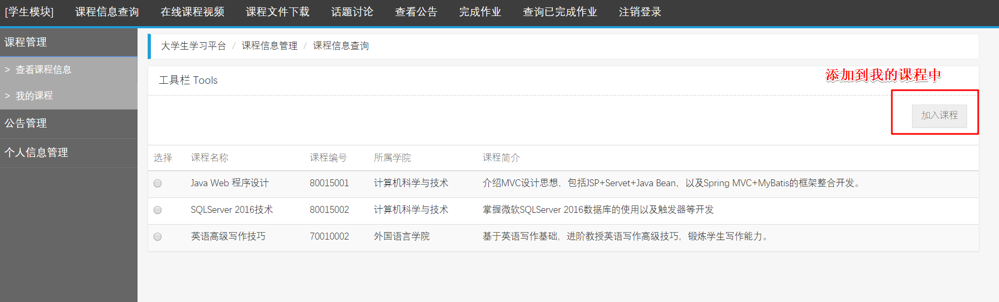 [学生模块] 课程信息查询 在线课程视频 课程文件下载 话题讨论 查看公告 完成作业 查询已完成作业 注销登录
课程管理
> 查看课程信息
> 我的课程
公告管理
个人信息管理
大学生学习平台 / 课程信息管理 / 课程信息查询
工具栏 Tools
添加到我的课程中
加入课程
选择 课程名称 课程编号 所属学院 课程简介
Java Web 程序设计 80015001 计算机科学与技术 介绍MVC设计思想，包括JSP+Servet+Java Bean，以及Spring MVC+MyBatis的框架整合开发。
SQLServer 2016技术 80015002 计算机科学与技术 掌握微软SQLServer 2016数据库的使用以及触发器等开发
英语高级写作技巧 70010002 外国语言学院 基于英语写作基础，进阶教授英语写作高级技巧，锻炼学生写作能力。